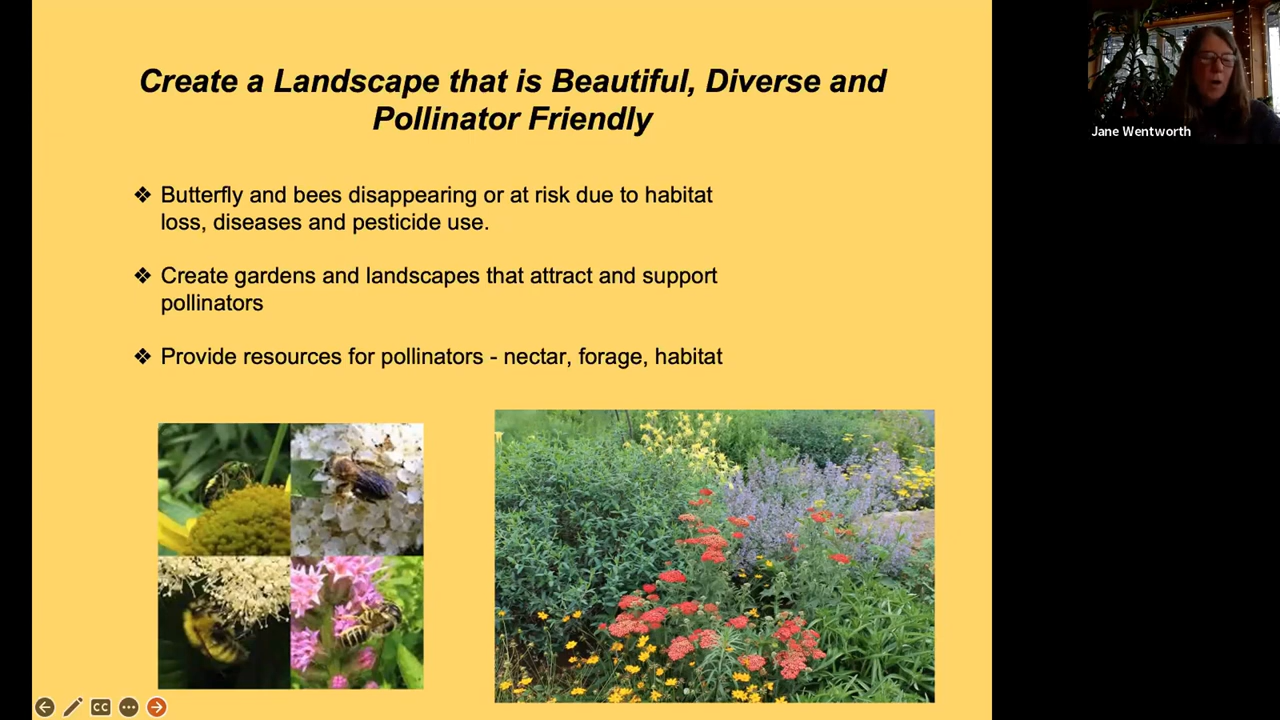 Create a Landscape that is Beautiful, Diverse and
Pollinator Friendly
❖ Butterfly and bees disappearing or at risk due to habitat
loss, diseases and pesticide use.
❖ Create gardens and landscapes that attract and support
pollinators
❖ Provide resources for pollinators - nectar, forage, habitat
Jane Wentworth
CC